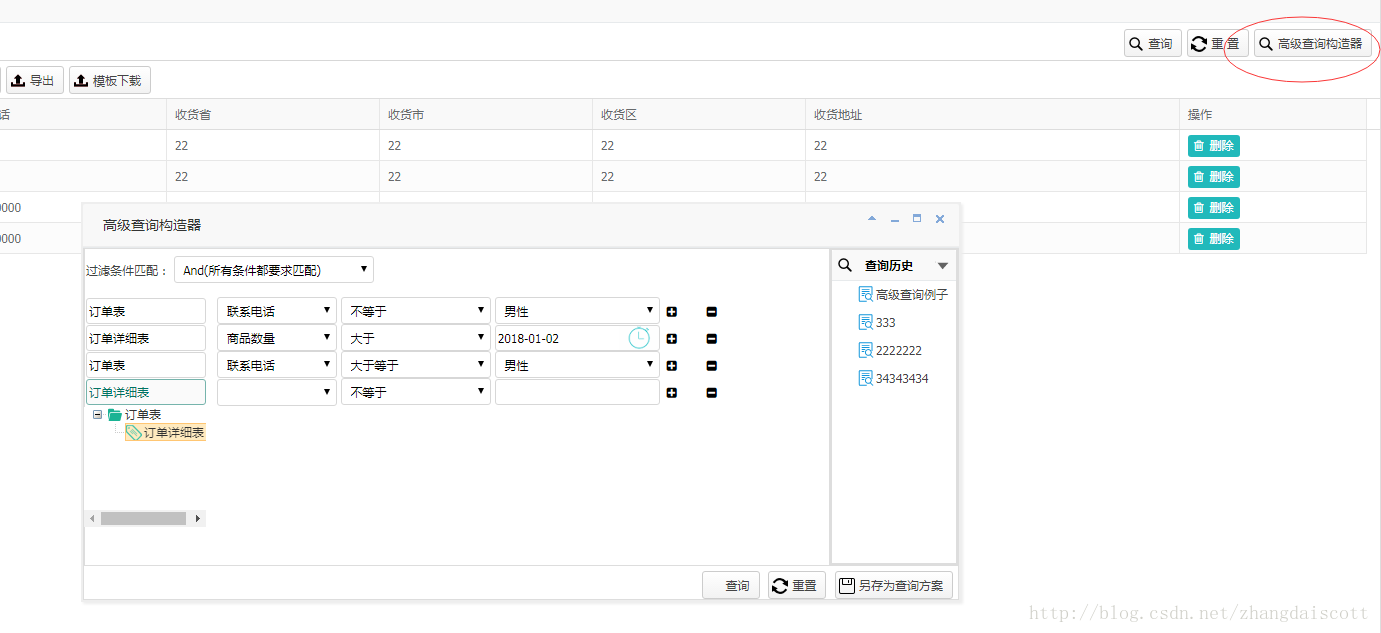 查询 重置 高级查询构造器
导出 模板下载
话 收货省 收货市 收货区 收货地址 操作
22 22 22 22 删除
22 22 22 22 删除
0000 删除
0000 删除
高级查询构造器
过滤条件匹配： And(所有条件都要求匹配)
订单表 联系电话 不等于 男性
订单详细表 商品数量 大于 2018-01-02
订单表 联系电话 大于等于 男性
订单详细表 不等于
订单表
订单详细表
查询历史
高级查询例子
333
2222222
34343434
查询 重置 另存为查询方案
http://blog.csdn.net/zhangdaiscott